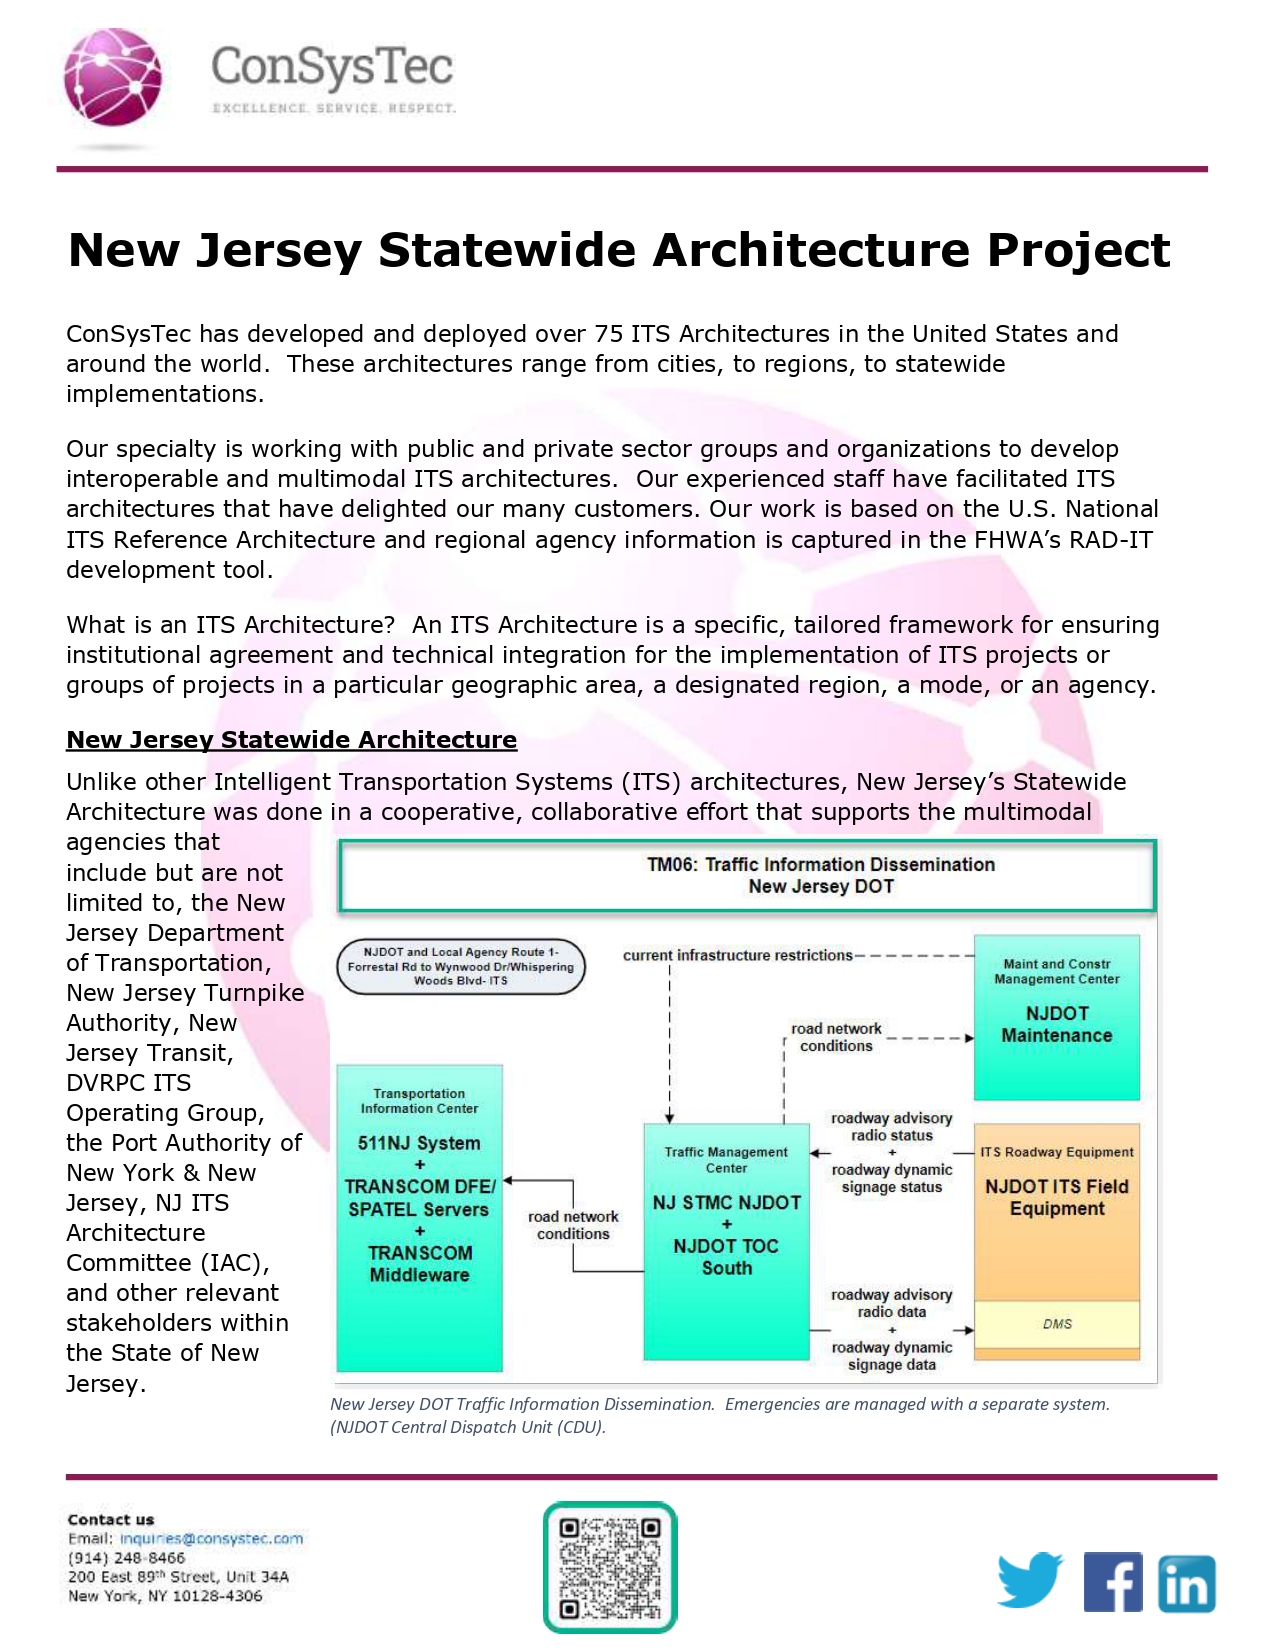 ConSysTec
EXCELLENCE. SERVICE. RESPECT.
New Jersey Statewide Architecture Project
ConSysTec has developed and deployed over 75 ITS Architectures in the United States and
around the world.  These architectures range from cities, to regions, to statewide
implementations.
Our specialty is working with public and private sector groups and organizations to develop
interoperable and multimodal ITS architectures.  Our experienced staff have facilitated ITS
architectures that have delighted our many customers. Our work is based on the U.S. National
ITS Reference Architecture and regional agency information is captured in the FHWA’s RAD-IT
development tool.
What is an ITS Architecture?  An ITS Architecture is a specific, tailored framework for ensuring
institutional agreement and technical integration for the implementation of ITS projects or
groups of projects in a particular geographic area, a designated region, a mode, or an agency.
New Jersey Statewide Architecture
Unlike other Intelligent Transportation Systems (ITS) architectures, New Jersey’s Statewide
Architecture was done in a cooperative, collaborative effort that supports the multimodal
agencies that
include but are not
limited to, the New
Jersey Department
of Transportation,
New Jersey Turnpike
Authority, New
Jersey Transit,
DVRPC ITS
Operating Group,
the Port Authority of
New York & New
Jersey, NJ ITS
Architecture
Committee (IAC),
and other relevant
stakeholders within
the State of New
Jersey.
TM06: Traffic Information Dissemination
New Jersey DOT
NJDOT and Local Agency Route 1-
Forrestal Rd to Wynwood Dr/Whispering
Woods Blvd- ITS
current infrastructure restrictions
Maint and Constr
Management Center
NJDOT
Maintenance
road network
conditions
Transportation
Information Center
511NJ System
+
TRANSCOM DFE/
SPATEL Servers
+
TRANSCOM
Middleware
road network
conditions
Traffic Management
Center
NJ STMC NJDOT
+
NJDOT TOC
South
roadway advisory
radio status
+
roadway dynamic
signage status
ITS Roadway Equipment
NJDOT ITS Field
Equipment
roadway advisory
radio data
+
roadway dynamic
signage data
DMS
New Jersey DOT Traffic Information Dissemination.  Emergencies are managed with a separate system.
(NJDOT Central Dispatch Unit (CDU).
Contact us
Email: inquiries@consystec.com
(914) 248-8466
200 East 89th Street, Unit 34A
New York, NY 10128-4306
f
in